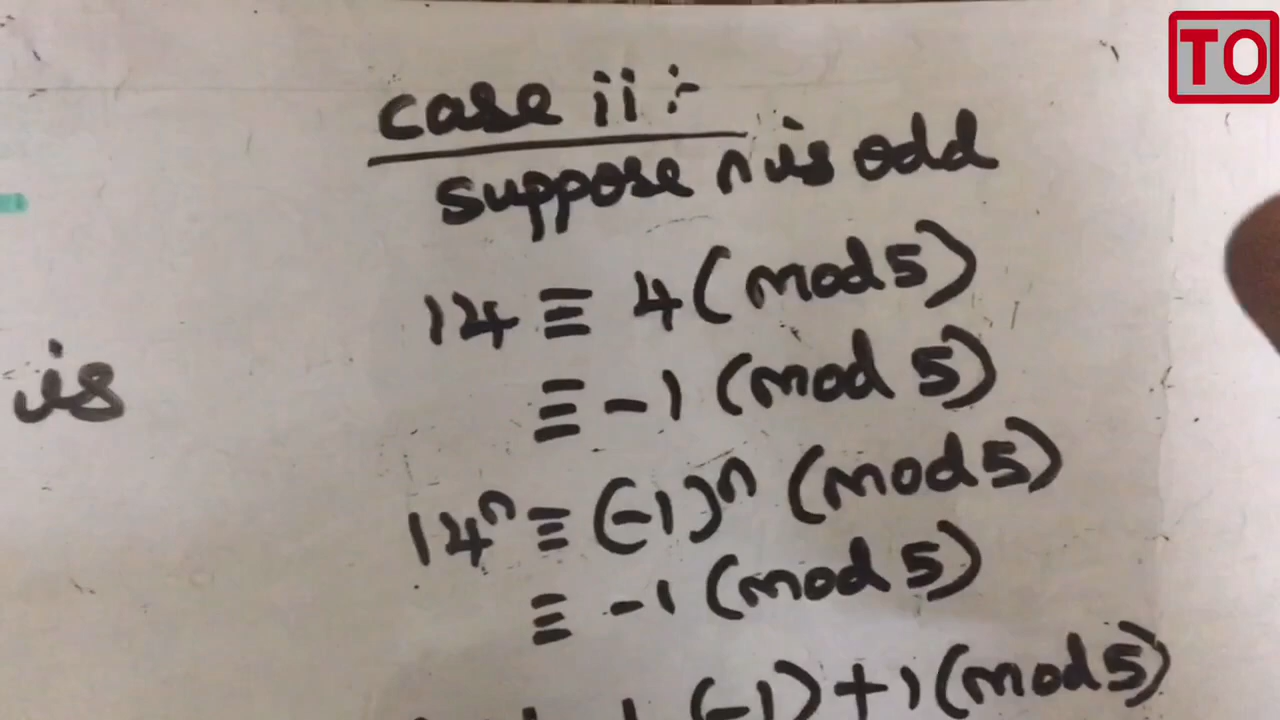 TO
case ii :-
suppose n is odd
14 ≡ 4 (mod 5)
≡ -1 (mod 5)
is
14ⁿ ≡ (-1)ⁿ (mod 5)
≡ -1 (mod 5)
(-1) + 1 (mod 5)